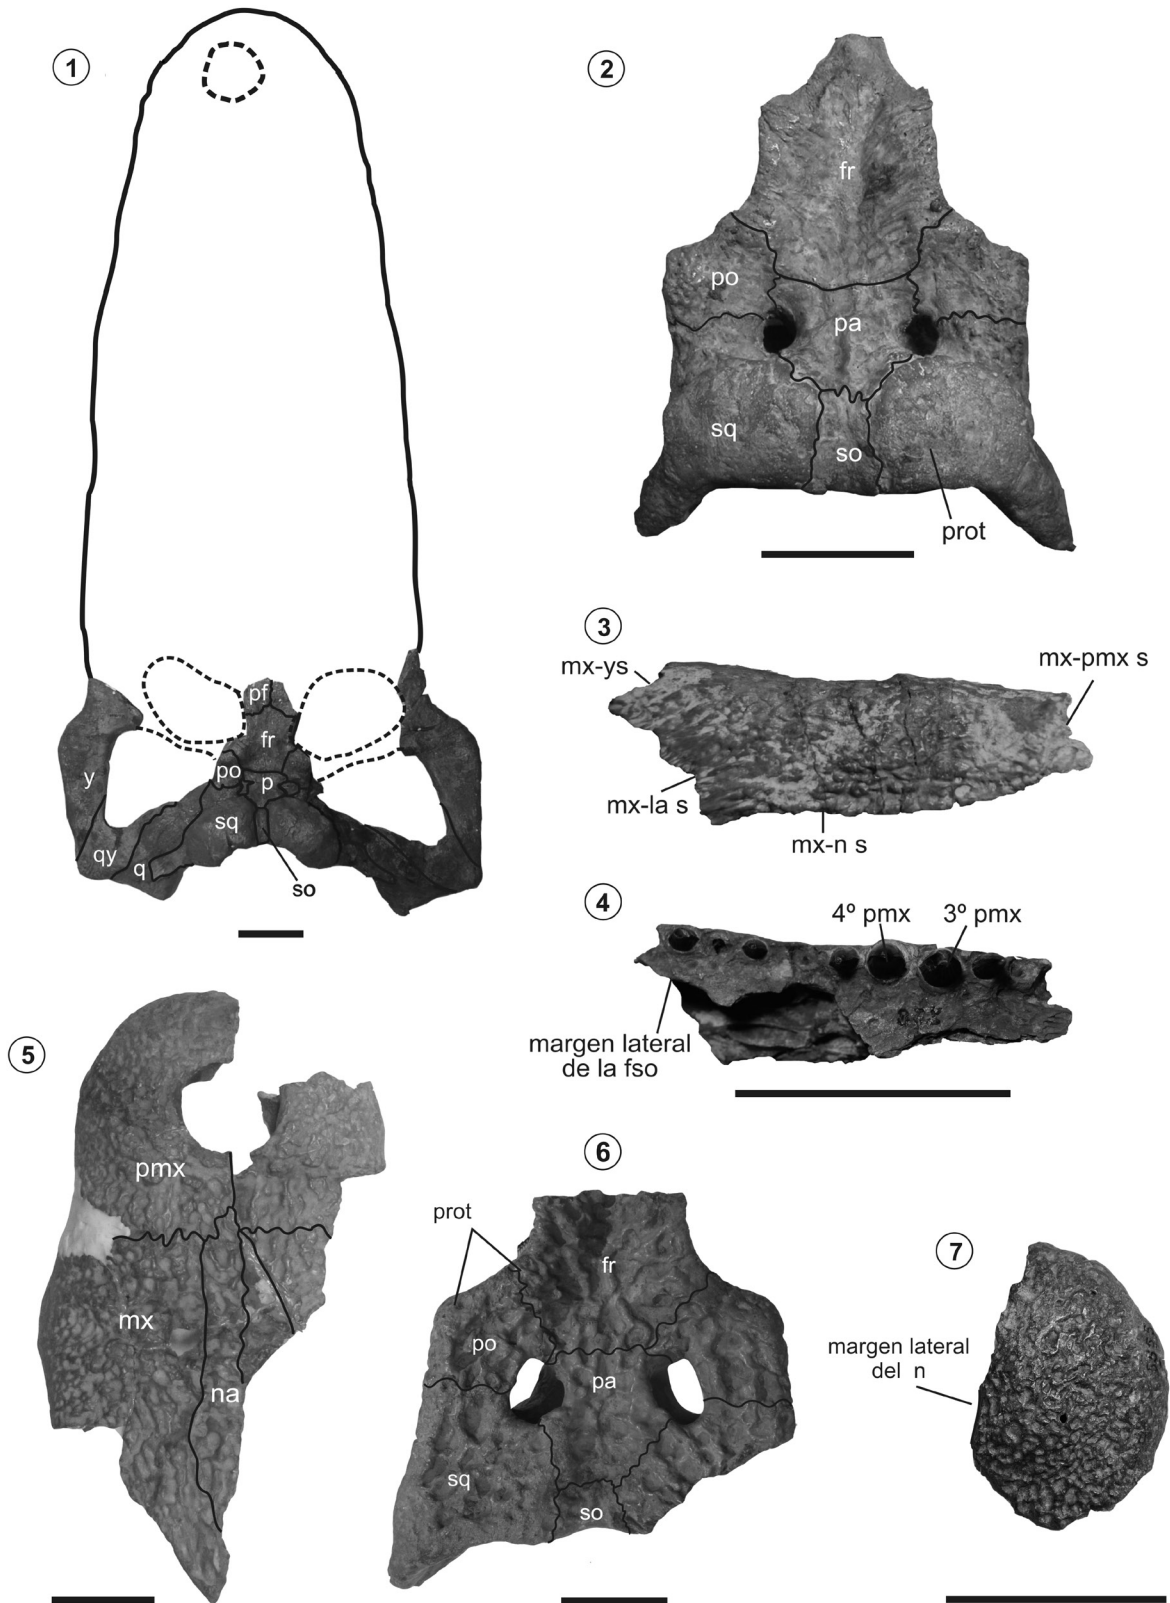 1
pf
fr
po
p
y
sq
qy
q
so
2
fr
po
pa
sq
so
prot
3
mx-ys
mx-pmx s
mx-la s
mx-n s
4
4º pmx
3º pmx
margen lateral
de la fso
5
pmx
mx
na
6
prot
fr
po
pa
sq
so
7
margen lateral
del n